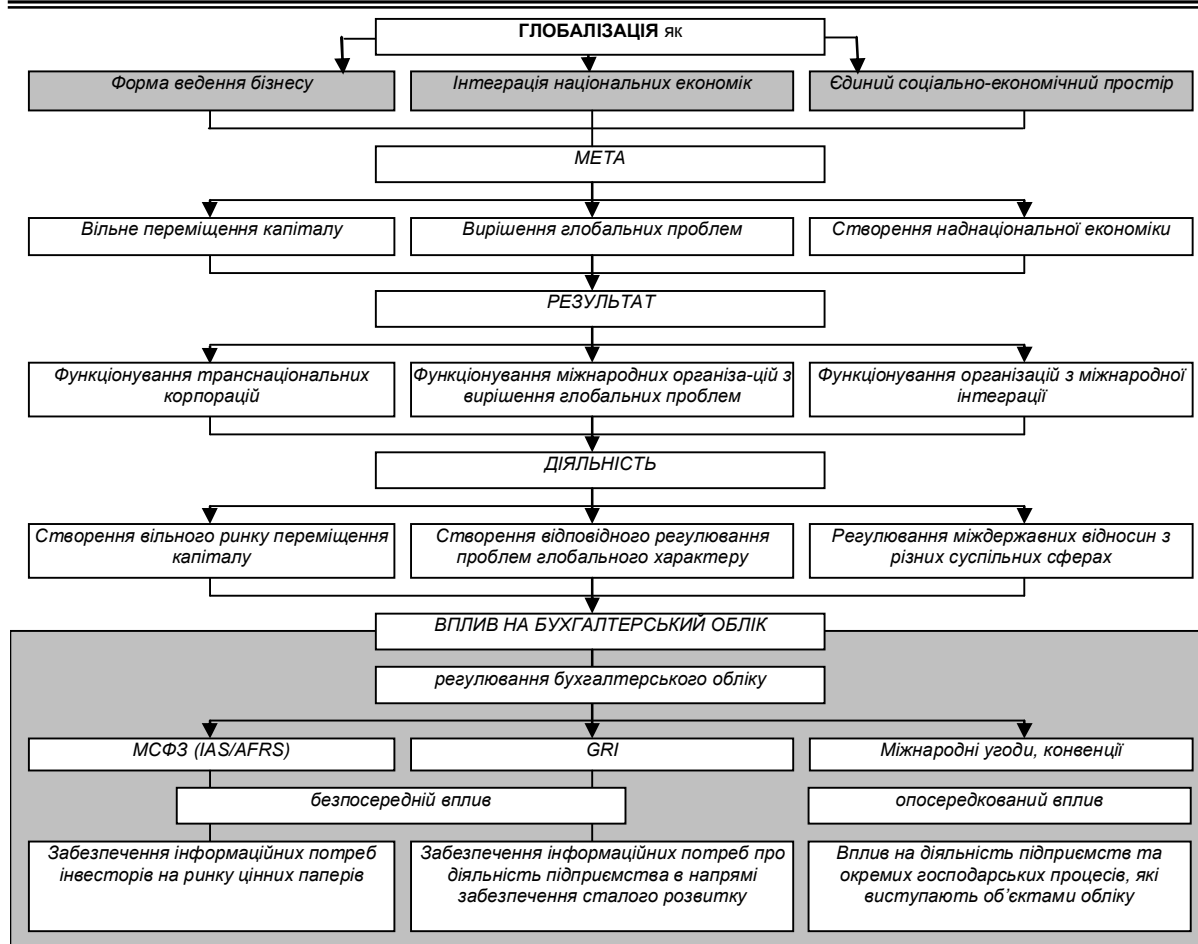 ГЛОБАЛІЗАЦІЯ як
Форма ведення бізнесу
Інтеграція національних економік
Єдиний соціально-економічний простір
МЕТА
Вільне переміщення капіталу
Вирішення глобальних проблем
Створення наднаціональної економіки
РЕЗУЛЬТАТ
Функціонування транснаціональних
корпорацій
Функціонування міжнародних організа-цій з
вирішення глобальних проблем
Функціонування організацій з міжнародної
інтеграції
ДІЯЛЬНІСТЬ
Створення вільного ринку переміщення
капіталу
Створення відповідного регулювання
проблем глобального характеру
Регулювання міждержавних відносин з
різних суспільних сферах
ВПЛИВ НА БУХГАЛТЕРСЬКИЙ ОБЛІК
регулювання бухгалтерського обліку
МСФЗ (IAS/AFRS)
GRI
Міжнародні угоди, конвенції
безпосередній вплив
опосередкований вплив
Забезпечення інформаційних потреб
інвесторів на ринку цінних паперів
Забезпечення інформаційних потреб про
діяльність підприємства в напрямі
забезпечення сталого розвитку
Вплив на діяльність підприємств та
окремих господарських процесів, які
виступають об’єктами обліку